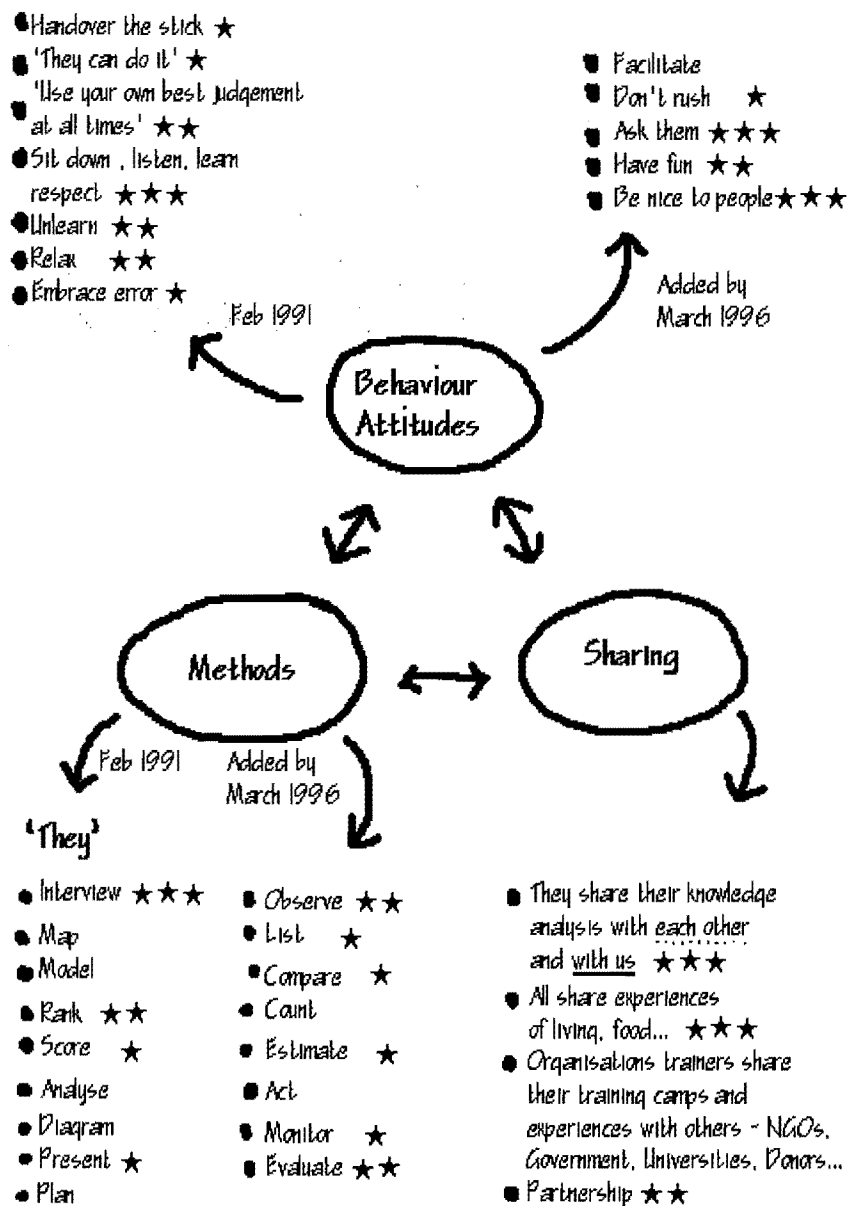 Handover the stick ★
'They can do it' ★
'Use your own best judgement
at all times' ★★
Sit down, listen, learn
respect ★★★
Unlearn ★★
Relax ★★
Embrace error ★
Feb 1991
Facilitate
Don't rush ★
Ask them ★★★
Have fun ★★
Be nice to people ★★★
Added by
March 1996
Behaviour
Attitudes
Methods
Sharing
Feb 1991
Added by
March 1996
'They'
Interview ★★★
Map
Model
Rank ★★
Score ★
Analyse
Diagram
Present ★
Plan
Observe ★★
List ★
Compare ★
Count
Estimate ★
Act
Monitor ★
Evaluate ★★
They share their knowledge
analysis with each other
and with us ★★★
All share experiences
of living, food... ★★★
Organisations trainers share
their training camps and
experiences with others - NGOs,
Government, Universities, Donors...
Partnership ★★